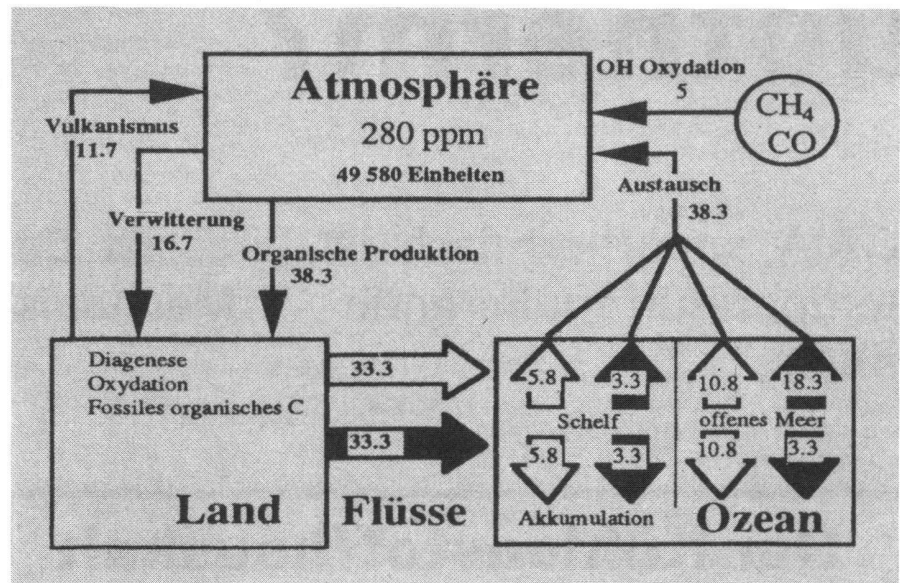 Atmosphäre
280 ppm
49 580 Einheiten
OH Oxydation
5
CH4
CO
Vulkanismus
11.7
Austausch
38.3
Verwitterung
16.7
Organische Produktion
38.3
Diagenese
Oxydation
Fossiles organisches C
Land
33.3
33.3
Flüsse
5.8
3.3
10.8
18.3
Schelf
offenes Meer
5.8
3.3
10.8
3.3
Akkumulation
Ozean